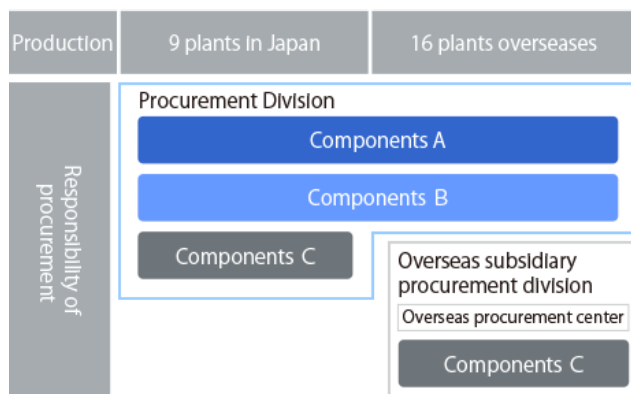 Production
9 plants in Japan
16 plants overseases
Responsibility of
procurement
Procurement Division
Components A
Components B
Components C
Overseas subsidiary
procurement division
Overseas procurement center
Components C